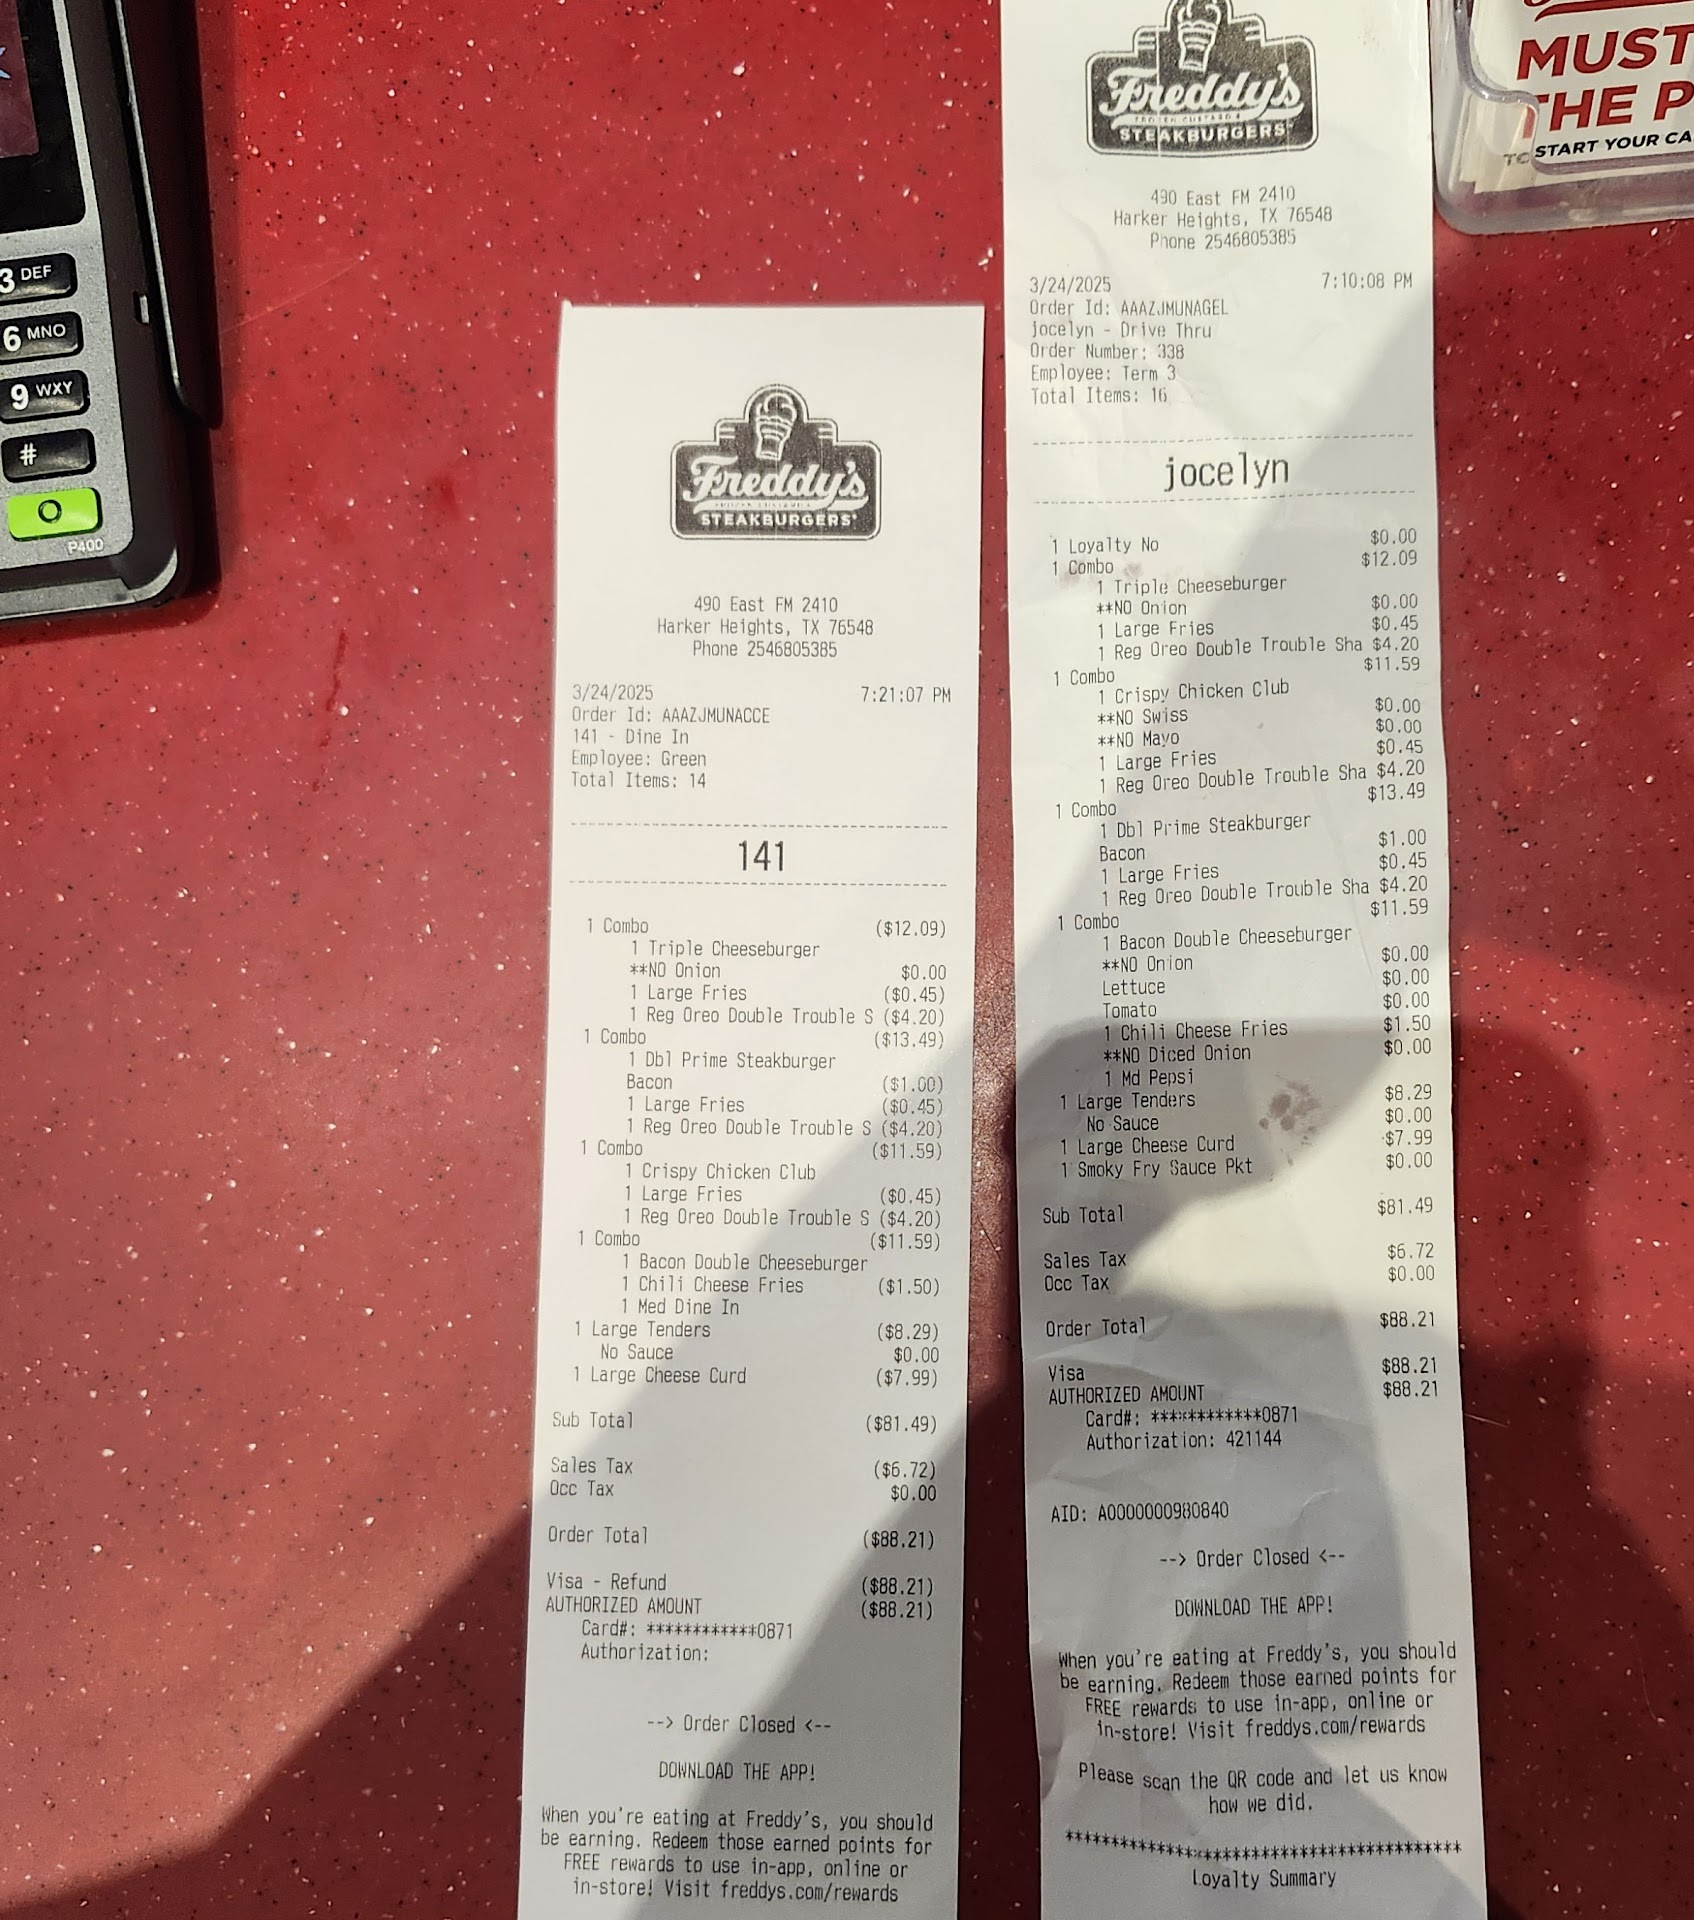 3 DEF
6 MNO
9 WXY
#
P400
Freddy's
FROZEN CUSTARD &
STEAKBURGERS
490 East FM 2410
Harker Heights, TX 76548
Phone 2546805385
3/24/2025 7:21:07 PM
Order Id: AAAZJMUNACCE
141 - Dine In
Employee: Green
Total Items: 14
141
1 Combo ($12.09)
1 Triple Cheeseburger
**NO Onion $0.00
1 Large Fries ($0.45)
1 Reg Oreo Double Trouble S ($4.20)
1 Combo ($13.49)
1 Dbl Prime Steakburger
Bacon ($1.00)
1 Large Fries ($0.45)
1 Reg Oreo Double Trouble S ($4.20)
1 Combo ($11.59)
1 Crispy Chicken Club
1 Large Fries ($0.45)
1 Reg Oreo Double Trouble S ($4.20)
1 Combo ($11.59)
1 Bacon Double Cheeseburger
1 Chili Cheese Fries ($1.50)
1 Med Dine In
1 Large Tenders ($8.29)
No Sauce $0.00
1 Large Cheese Curd ($7.99)
Sub Total ($81.49)
Sales Tax ($6.72)
Occ Tax $0.00
Order Total ($88.21)
Visa - Refund ($88.21)
AUTHORIZED AMOUNT ($88.21)
Card#: ************0871
Authorization:
--> Order Closed <--
DOWNLOAD THE APP!
When you're eating at Freddy's, you should
be earning. Redeem those earned points for
FREE rewards to use in-app, online or
in-store! Visit freddys.com/rewards
Freddy's
FROZEN CUSTARD &
STEAKBURGERS
490 East FM 2410
Harker Heights, TX 76548
Phone 2546805385
3/24/2025 7:10:08 PM
Order Id: AAAZJMUNAGEL
jocelyn - Drive Thru
Order Number: 338
Employee: Term 3
Total Items: 16
jocelyn
1 Loyalty No $0.00
1 Combo $12.09
1 Triple Cheeseburger
**NO Onion $0.00
1 Large Fries $0.45
1 Reg Oreo Double Trouble Sha $4.20
1 Combo $11.59
1 Crispy Chicken Club
**NO Swiss $0.00
**NO Mayo $0.00
1 Large Fries $0.45
1 Reg Oreo Double Trouble Sha $4.20
1 Combo $13.49
1 Dbl Prime Steakburger
Bacon $1.00
1 Large Fries $0.45
1 Reg Oreo Double Trouble Sha $4.20
1 Combo $11.59
1 Bacon Double Cheeseburger
**NO Onion $0.00
Lettuce $0.00
Tomato $0.00
1 Chili Cheese Fries $1.50
**NO Diced Onion $0.00
1 Md Pepsi
1 Large Tenders $8.29
No Sauce $0.00
1 Large Cheese Curd $7.99
1 Smoky Fry Sauce Pkt $0.00
Sub Total $81.49
Sales Tax $6.72
Occ Tax $0.00
Order Total $88.21
Visa $88.21
AUTHORIZED AMOUNT $88.21
Card#: ************0871
Authorization: 421144
AID: A0000000980840
--> Order Closed <--
DOWNLOAD THE APP!
When you're eating at Freddy's, you should
be earning. Redeem those earned points for
FREE rewards to use in-app, online or
in-store! Visit freddys.com/rewards
Please scan the QR code and let us know
how we did.
*******************************************
Loyalty Summary
MUST
THE P
TO START YOUR CA